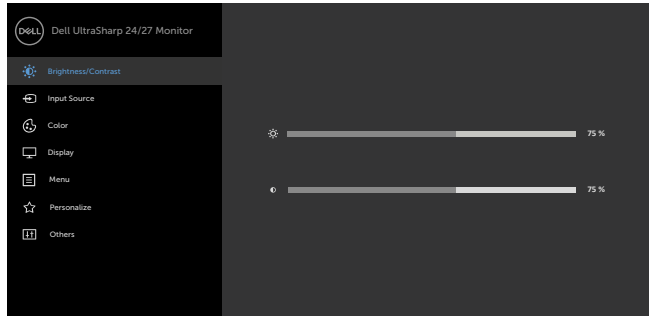 DELL
Dell UltraSharp 24/27 Monitor
Brightness/Contrast
Input Source
Color
75 %
Display
Menu
75 %
Personalize
Others